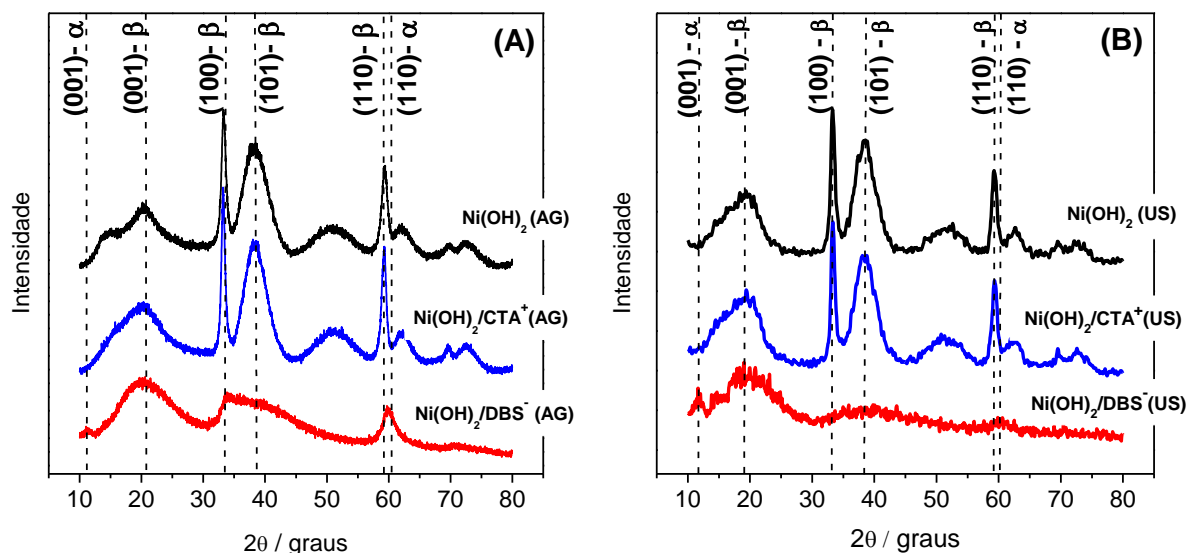 (A)
(001)- α
(001)- β
(100)- β
(101)- β
(110)- β
(110)- α
Intensidade
Ni(OH)₂ (AG)
Ni(OH)₂/CTA⁺(AG)
Ni(OH)₂/DBS⁻ (AG)
10 20 30 40 50 60 70 80
2θ / graus
(B)
(001)- α
(001)- β
(100)- β
(101)- β
(110)- β
(110)- α
Intensidade
Ni(OH)₂ (US)
Ni(OH)₂/CTA⁺(US)
Ni(OH)₂/DBS⁻(US)
10 20 30 40 50 60 70 80
2θ / graus